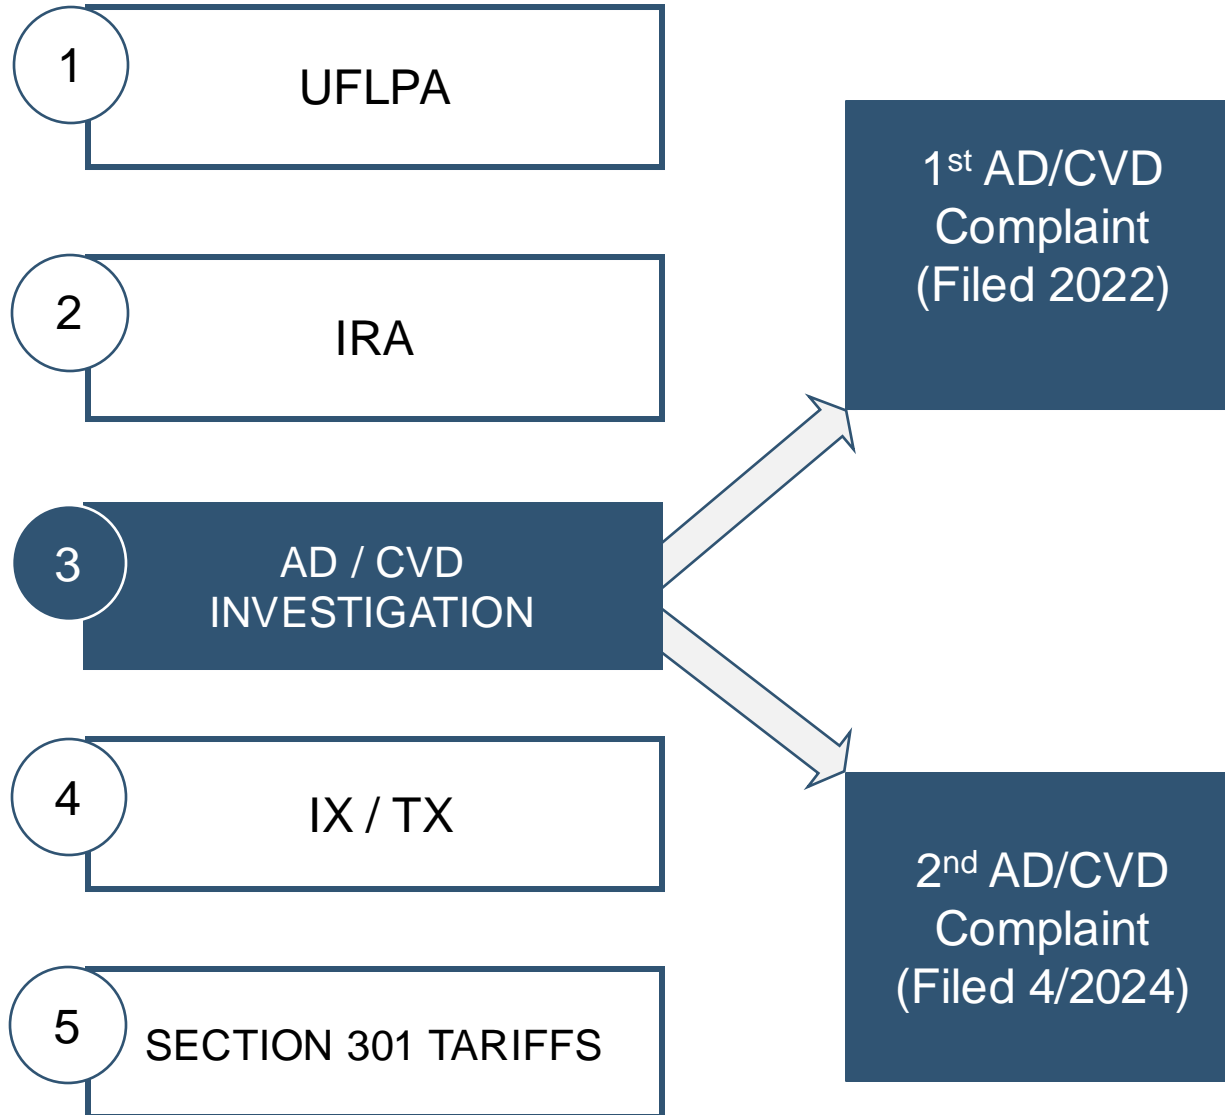 1
UFLPA
2
IRA
3
AD / CVD
INVESTIGATION
4
IX / TX
5
SECTION 301 TARIFFS
1st AD/CVD
Complaint
(Filed 2022)
2nd AD/CVD
Complaint
(Filed 4/2024)